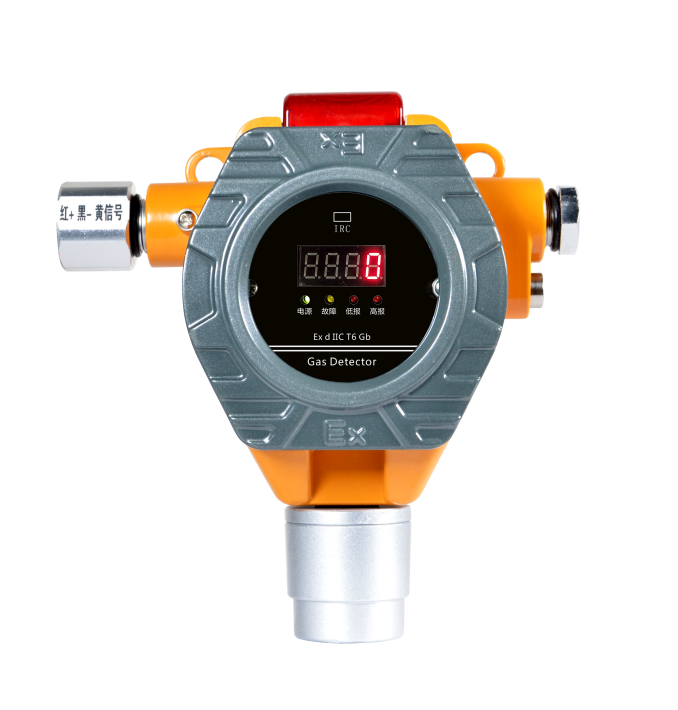 EX
红+ 黑- 黄信号
IRC
8.8.8.0
电源 故障 低报 高报
Ex d IIC T6 Gb
Gas Detector
Ex